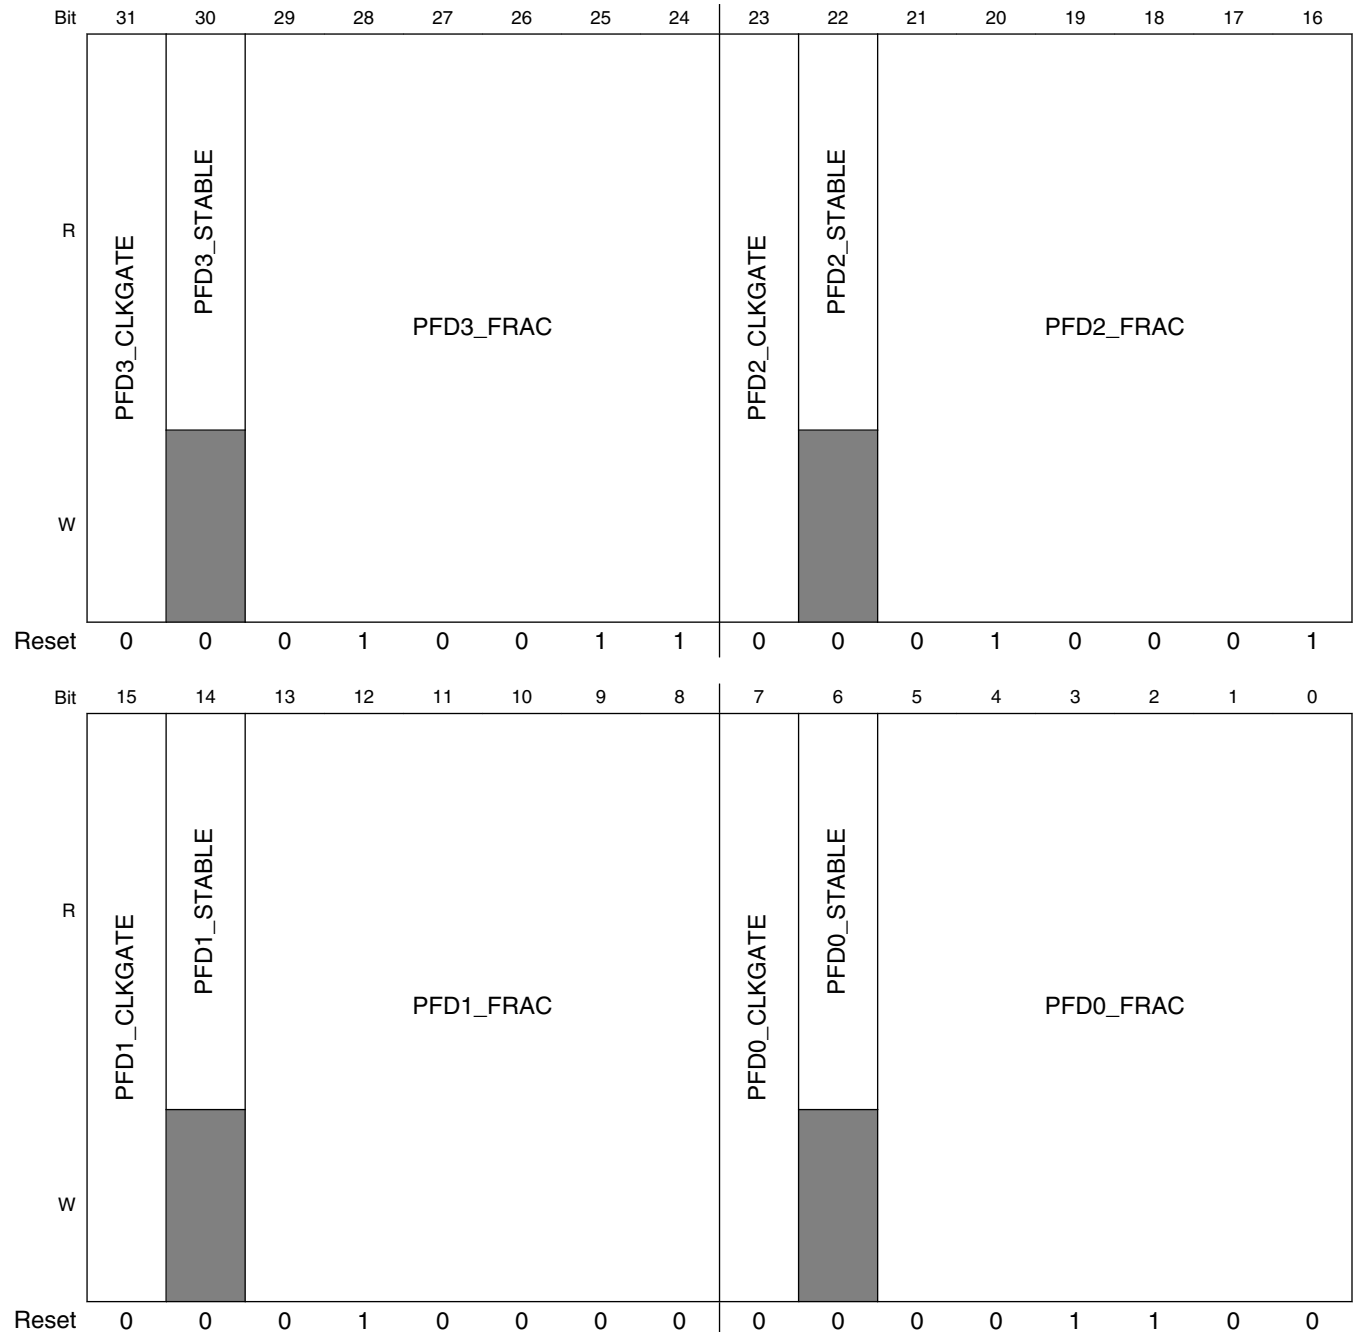 Bit 31 30 29 28 27 26 25 24 23 22 21 20 19 18 17 16
R
PFD3_CLKGATE
PFD3_STABLE
PFD3_FRAC
PFD2_CLKGATE
PFD2_STABLE
PFD2_FRAC
W
Reset 0 0 0 1 0 0 1 1 0 0 0 1 0 0 0 1
Bit 15 14 13 12 11 10 9 8 7 6 5 4 3 2 1 0
R
PFD1_CLKGATE
PFD1_STABLE
PFD1_FRAC
PFD0_CLKGATE
PFD0_STABLE
PFD0_FRAC
W
Reset 0 0 0 1 0 0 0 0 0 0 0 0 1 1 0 0